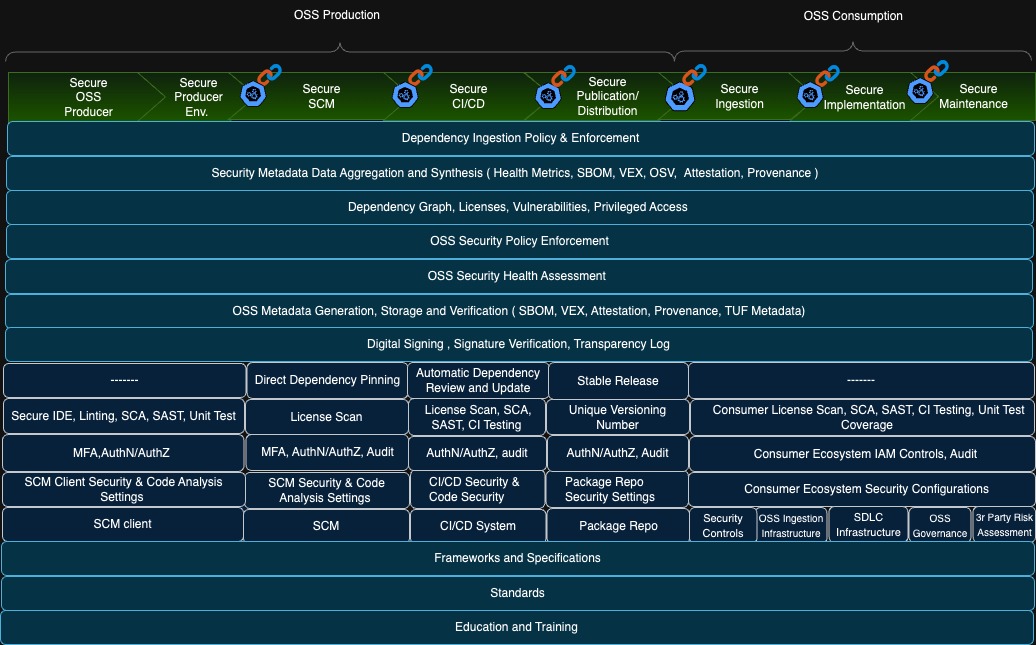 OSS Production
OSS Consumption
Secure
OSS
Producer
Secure
Producer
Env.
Secure
SCM
Secure
CI/CD
Secure
Publication/
Distribution
Secure
Ingestion
Secure
Implementation
Secure
Maintenance
Dependency Ingestion Policy & Enforcement
Security Metadata Data Aggregation and Synthesis ( Health Metrics, SBOM, VEX, OSV, Attestation, Provenance )
Dependency Graph, Licenses, Vulnerabilities, Privileged Access
OSS Security Policy Enforcement
OSS Security Health Assessment
OSS Metadata Generation, Storage and Verification ( SBOM, VEX, Attestation, Provenance, TUF Metadata)
Digital Signing , Signature Verification, Transparency Log
-------
Direct Dependency Pinning
Automatic Dependency
Review and Update
Stable Release
-------
Secure IDE, Linting, SCA, SAST, Unit Test
License Scan
License Scan, SCA,
SAST, CI Testing
Unique Versioning
Number
Consumer License Scan, SCA, SAST, CI Testing, Unit Test
Coverage
MFA,AuthN/AuthZ
MFA, AuthN/AuthZ, Audit
AuthN/AuthZ, audit
AuthN/AuthZ, Audit
Consumer Ecosystem IAM Controls, Audit
SCM Client Security & Code Analysis
Settings
SCM Security & Code
Analysis Settings
CI/CD Security &
Code Security
Package Repo
Security Settings
Consumer Ecosystem Security Configurations
SCM client
SCM
CI/CD System
Package Repo
Security
Controls
OSS Ingestion
Infrastructure
SDLC
Infrastructure
OSS
Governance
3r Party Risk
Assessment
Frameworks and Specifications
Standards
Education and Training